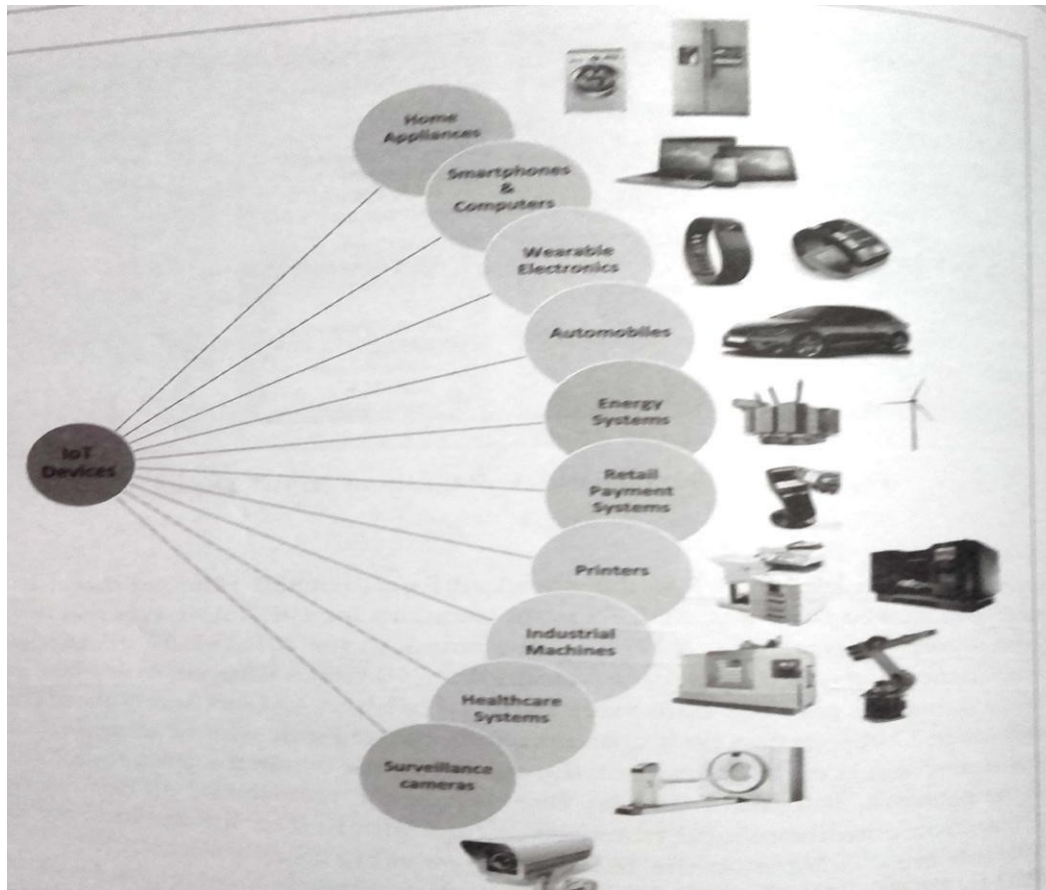 Home
Appliances
Smartphones
&
Computers
Wearable
Electronics
Automobiles
Energy
Systems
IoT
Devices
Retail
Payment
Systems
Printers
Industrial
Machines
Healthcare
Systems
Surveillance
cameras